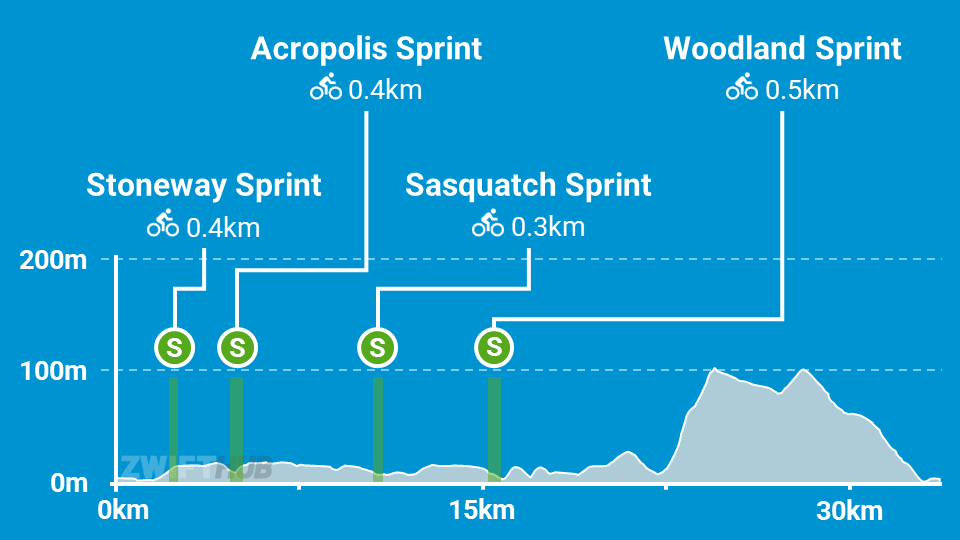 Acropolis Sprint
0.4km
Woodland Sprint
0.5km
Stoneway Sprint
0.4km
Sasquatch Sprint
0.3km
200m
S S S S
100m
ZWIFTHUB
0m
0km 15km 30km